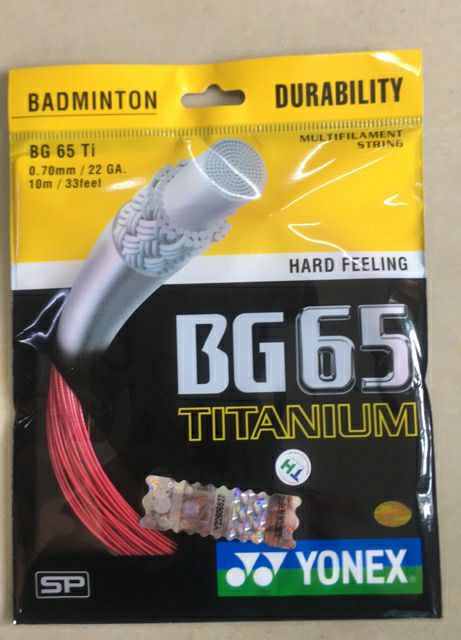 BADMINTON
DURABILITY
BG 65 Ti
MULTIFILAMENT
STRING
0.70mm / 22 GA.
10m / 33feet
HARD FEELING
BG65
TITANIUM
TH
SP
YONEX